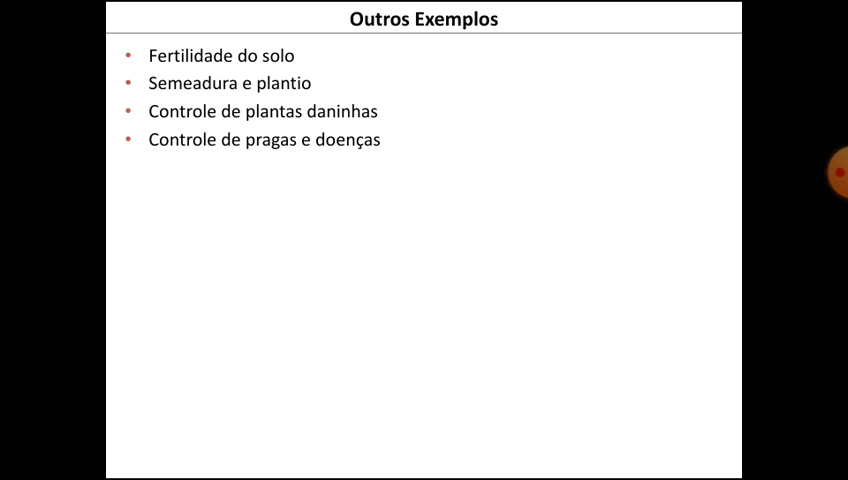 Outros Exemplos
• Fertilidade do solo
• Semeadura e plantio
• Controle de plantas daninhas
• Controle de pragas e doenças